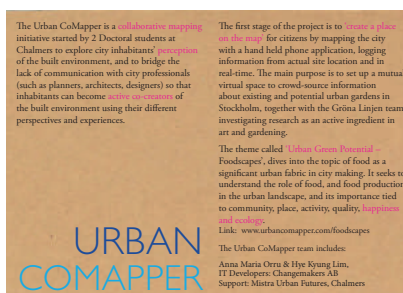 The Urban CoMapper is a collaborative mapping
initiative started by 2 Doctoral students at
Chalmers to explore city inhabitants' perception
of the built environment, and to bridge the
lack of communication with city professionals
(such as planners, architects, designers) so that
inhabitants can become active co-creators of
the built environment using their different
perspectives and experiences.
URBAN
COMAPPER
The first stage of the project is to 'create a place
on the map' for citizens by mapping the city
with a hand held phone application, logging
information from actual site location and in
real-time. The main purpose is to set up a mutua
virtual space to crowd-source information
about existing and potential urban gardens in
Stockholm, together with the Gröna Linjen team
investigating research as an active ingredient in
art and gardening.
The theme called 'Urban Green Potential –
Foodscapes', dives into the topic of food as a
significant urban fabric in city making. It seeks to
understand the role of food, and food production
in the urban landscape, and its importance tied
to community, place, activity, quality, happiness
and ecology.
Link: www.urbancomapper.com/foodscapes
The Urban CoMapper team includes:
Anna Maria Orru & Hye Kyung Lim,
IT Developers: Changemakers AB
Support: Mistra Urban Futures, Chalmers